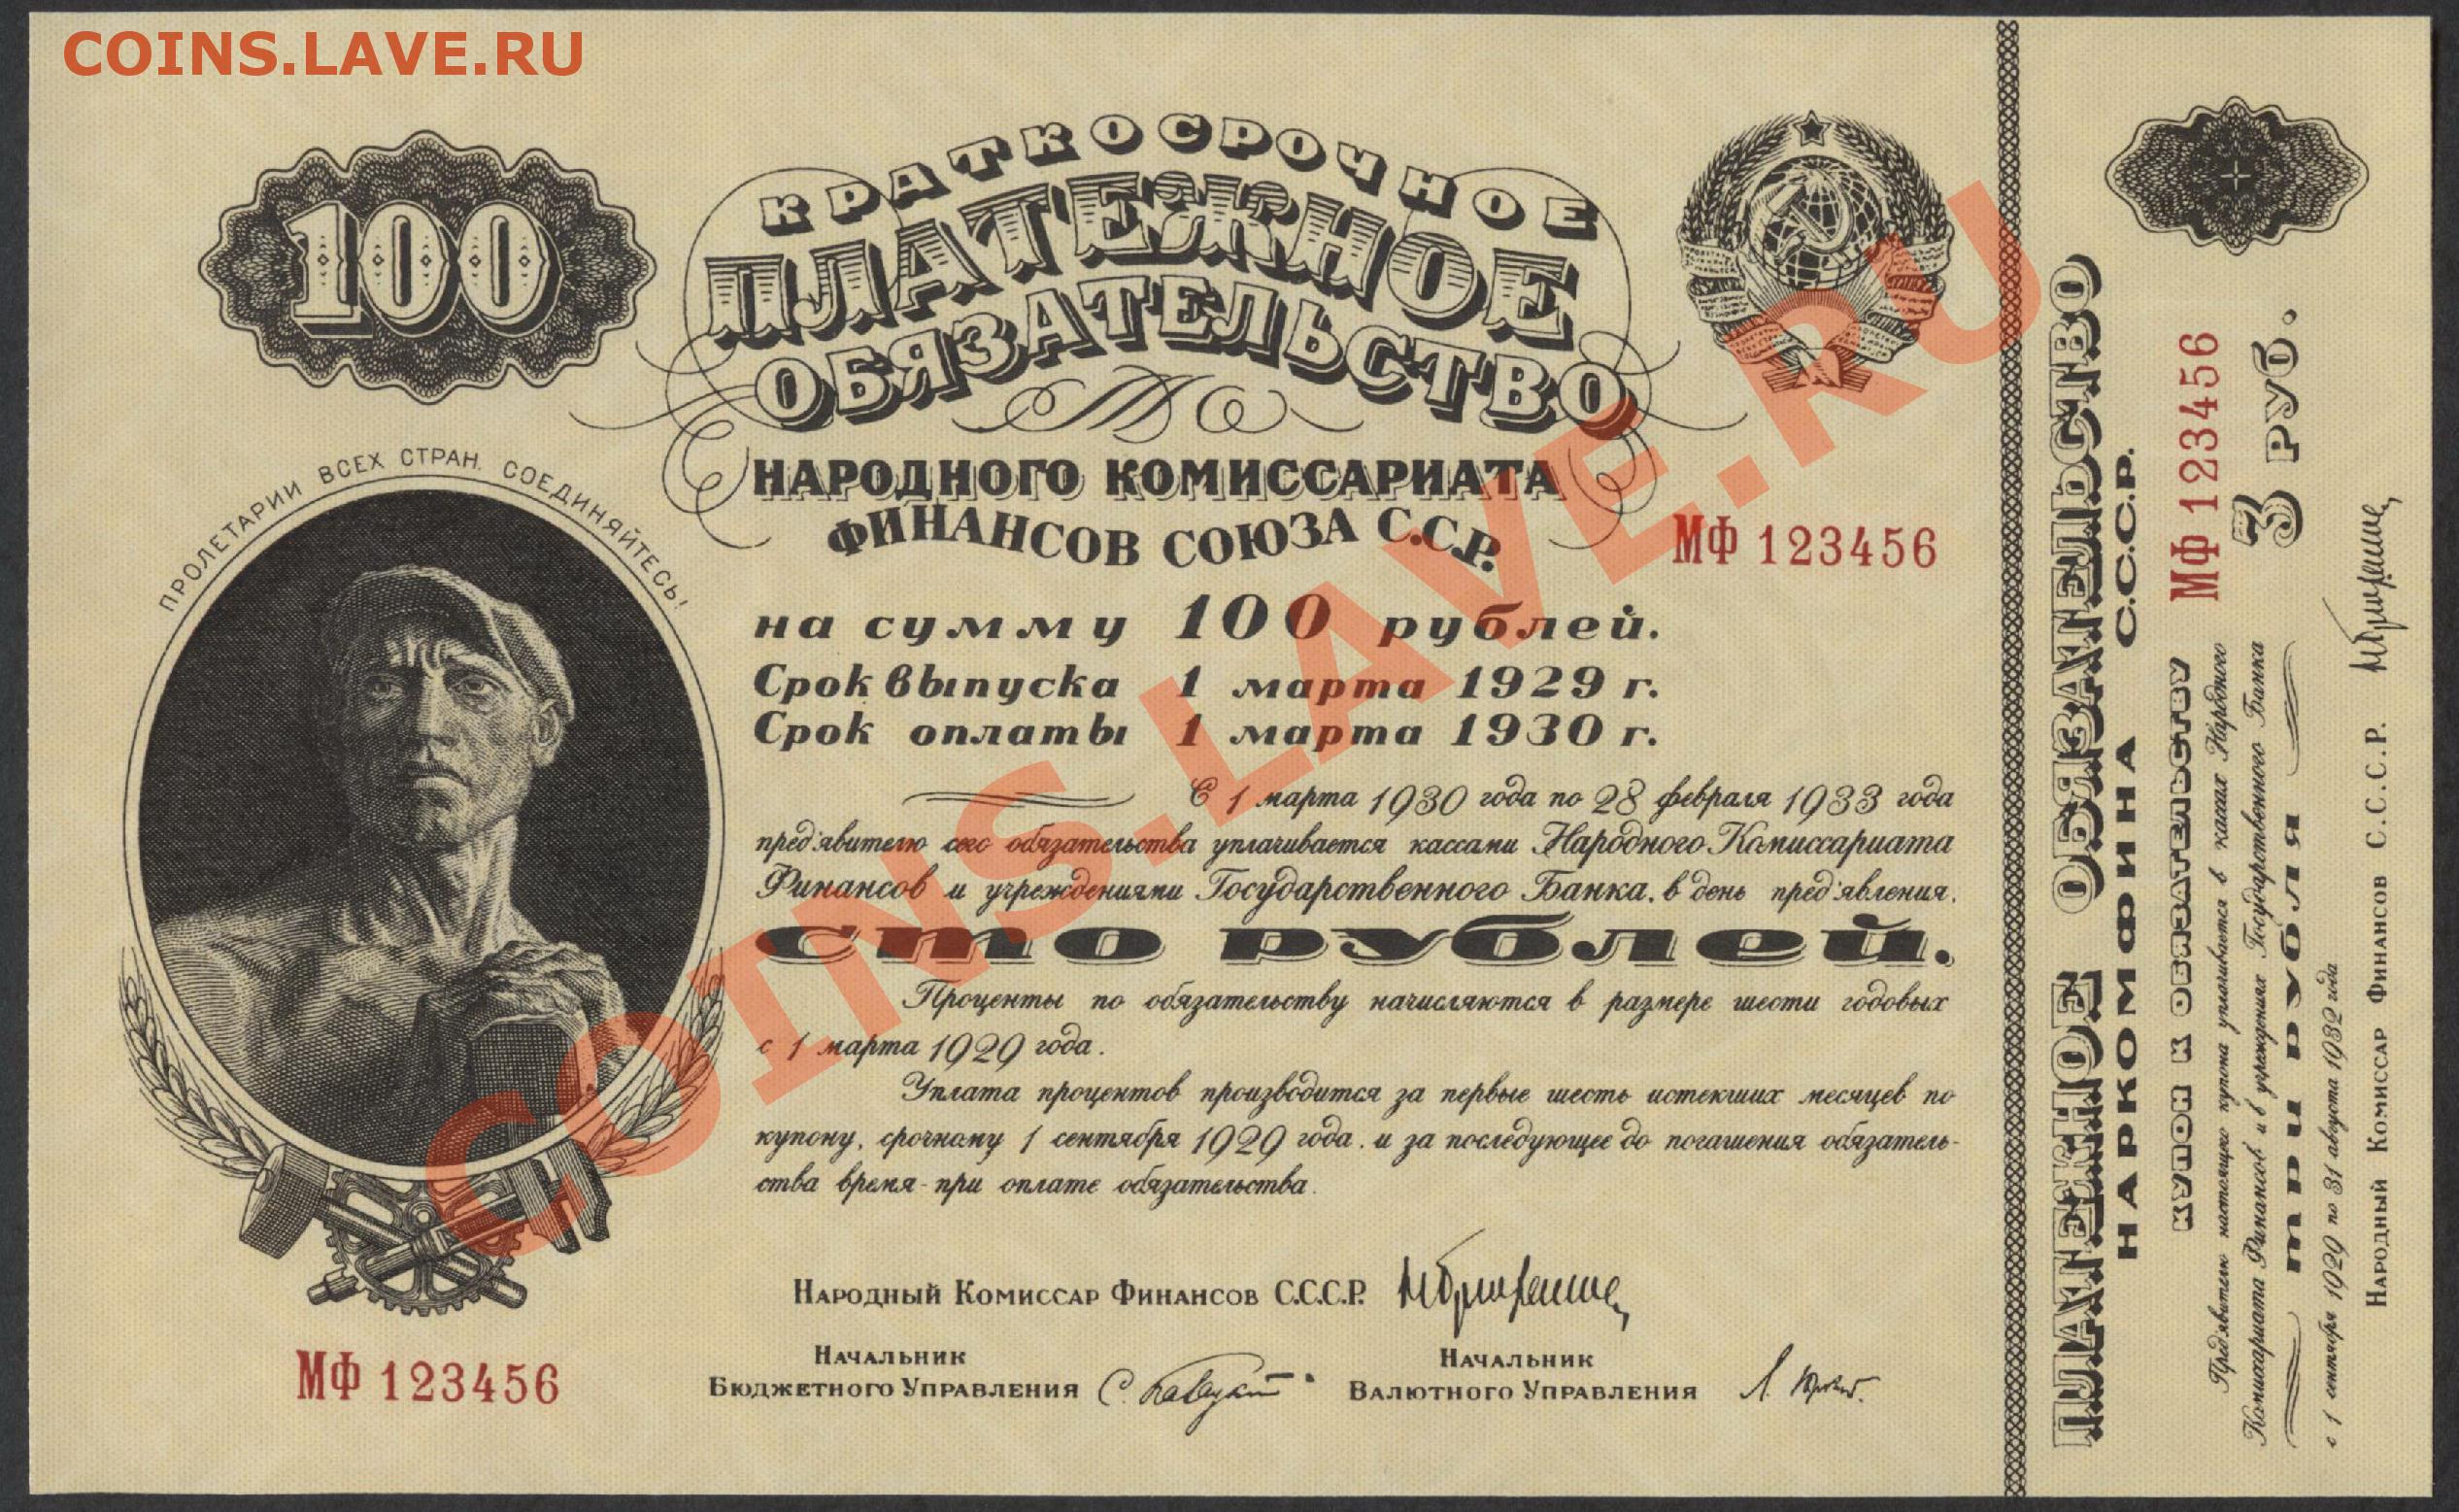 COINS.LAVE.RU
100
КРАТКОСРОЧНОЕ
ПЛАТЕЖНОЕ
ОБЯЗАТЕЛЬСТВО
НАРОДНОГО КОМИССАРИАТА
ФИНАНСОВ СОЮЗА С.С.Р.
МФ 123456
ПРОЛЕТАРИИ ВСЕХ СТРАН, СОЕДИНЯЙТЕСЬ!
на сумму 100 рублей.
Срок выпуска 1 марта 1929 г.
Срок оплаты 1 марта 1930 г.
С 1 марта 1930 года по 28 февраля 1933 года
пред'явителю сего обязательства уплачивается кассами Народного Комиссариата
Финансов и учреждениями Государственного Банка, в день пред'явления,
сто рублей.
Проценты по обязательству начисляются в размере шести годовых
с 1 марта 1929 года.
Уплата процентов производится за первые шесть истекших месяцев по
купону, срочному 1 сентября 1929 года, и за последующее до погашения обязатель-
ства время-при оплате обязательства.
НАРОДНЫЙ КОМИССАР ФИНАНСОВ С.С.С.Р.
НАЧАЛЬНИК
БЮДЖЕТНОГО УПРАВЛЕНИЯ
НАЧАЛЬНИК
ВАЛЮТНОГО УПРАВЛЕНИЯ
МФ 123456
ПЛАТЕЖНОЕ ОБЯЗАТЕЛЬСТВО
НАРКОМФИНА С.С.С.Р.
КУПОН К ОБЯЗАТЕЛЬСТВУ МФ 123456
Пред'явителю настоящего купона уплачивается в кассах Народного
Комиссариата Финансов и в учреждениях Государственного Банка
три рубля
3 РУБ.
с 1 сентября 1929 по 31 августа 1932 года
НАРОДНЫЙ КОМИССАР ФИНАНСОВ С.С.С.Р.
COINS.LAVE.RU